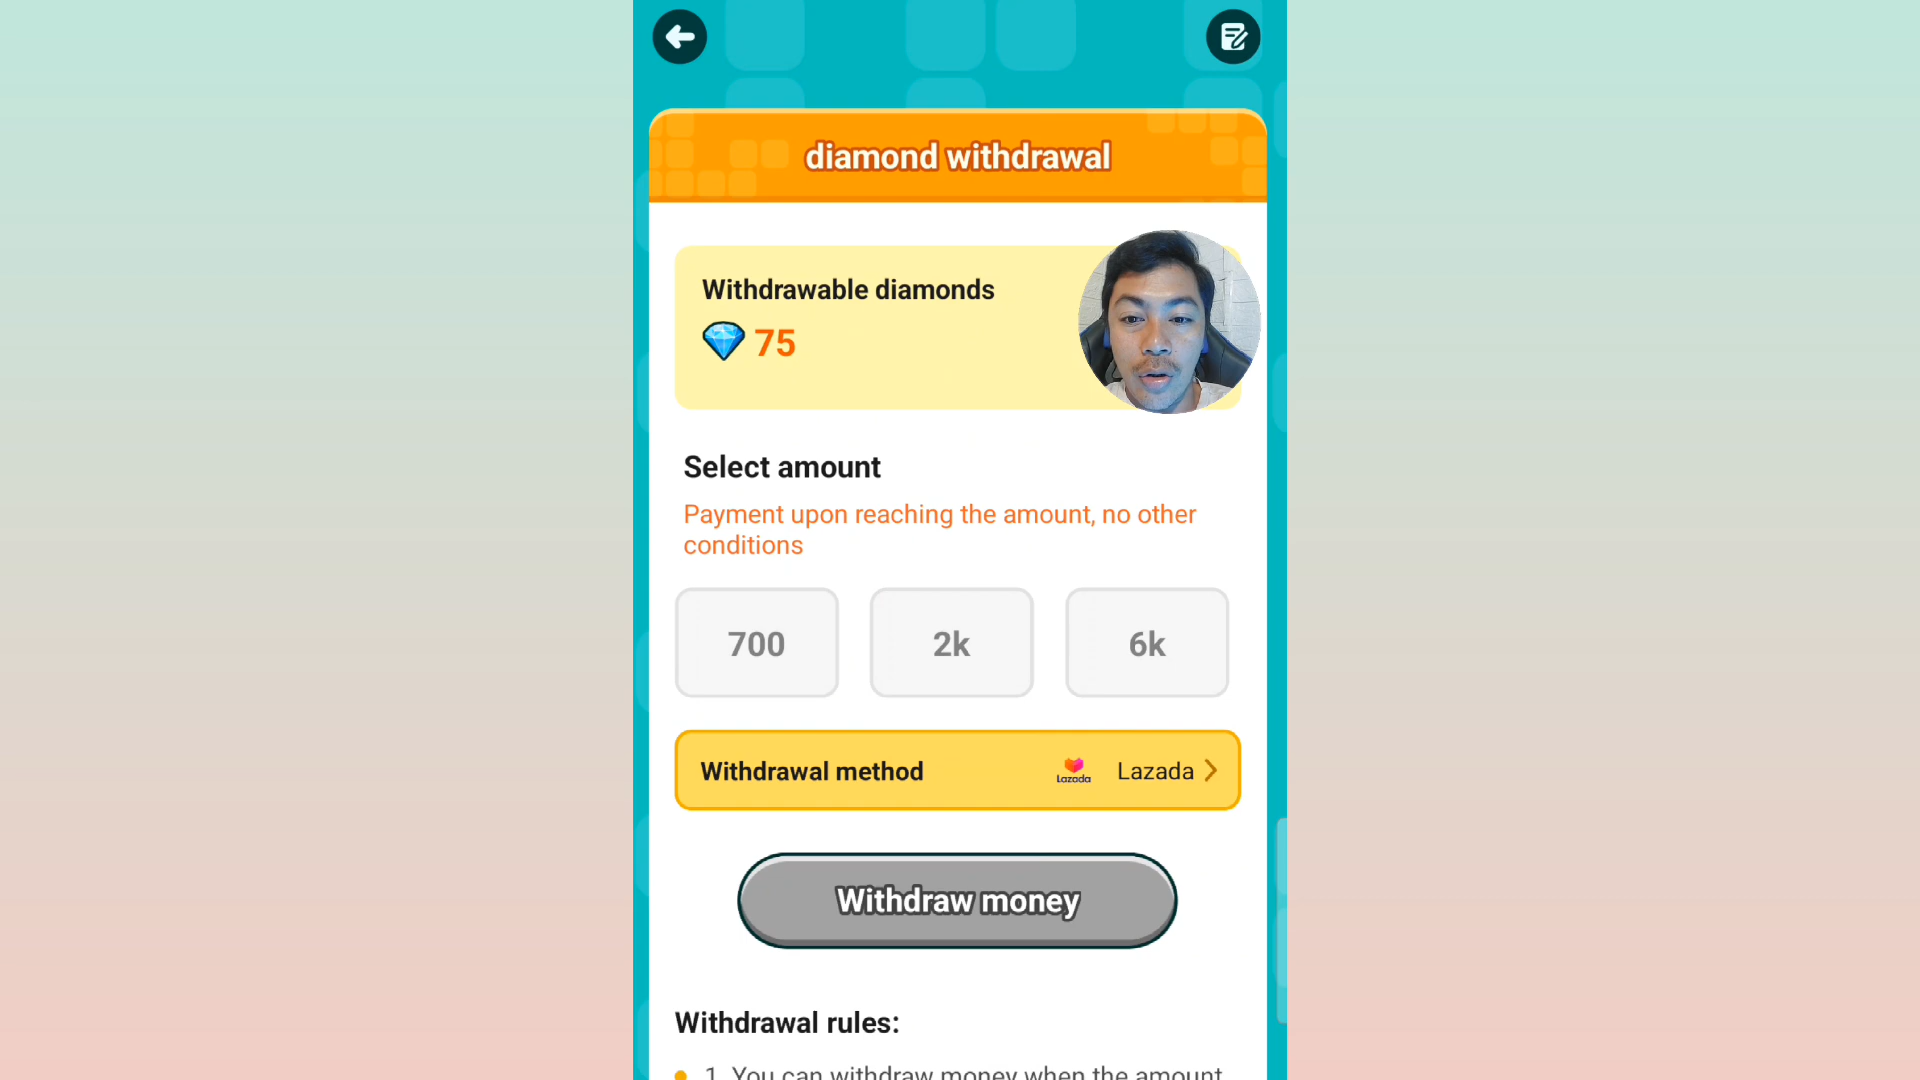 diamond withdrawal
Withdrawable diamonds
75
Select amount
Payment upon reaching the amount, no other
conditions
700
2k
6k
Withdrawal method
Lazada
Lazada
Withdraw money
Withdrawal rules:
1. You can withdraw money when the amount